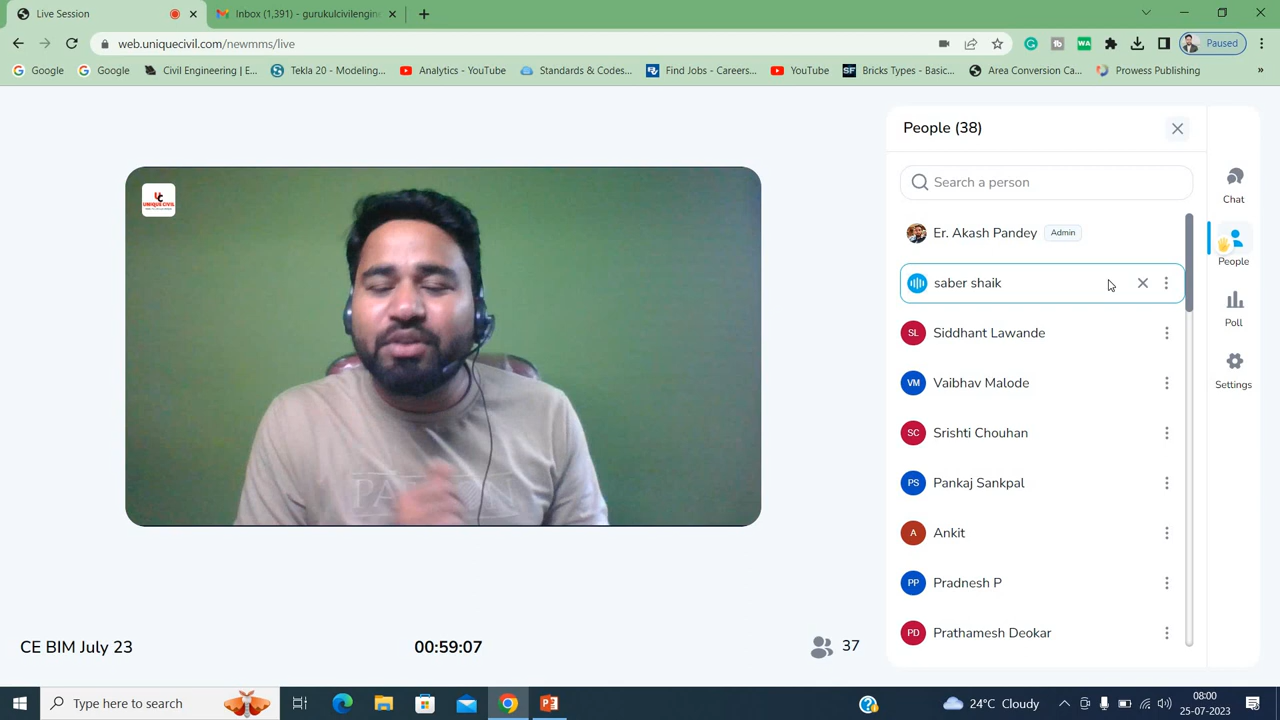 Live Session
Inbox (1,391) - gurukulcivilengine
web.uniquecivil.com/newmms/live
Paused
Google
Google
Civil Engineering | E...
Tekla 20 - Modeling...
Analytics - YouTube
Standards & Codes...
Find Jobs - Careers...
YouTube
Bricks Types - Basic...
Area Conversion Ca...
Prowess Publishing
UC
UNIQUE CIVIL
People (38)
Search a person
Er. Akash Pandey Admin
saber shaik
SL Siddhant Lawande
VM Vaibhav Malode
SC Srishti Chouhan
PS Pankaj Sankpal
A Ankit
PP Pradnesh P
PD Prathamesh Deokar
Chat
People
Poll
Settings
CE BIM July 23
00:59:07
37
Type here to search
24°C Cloudy
08:00
25-07-2023